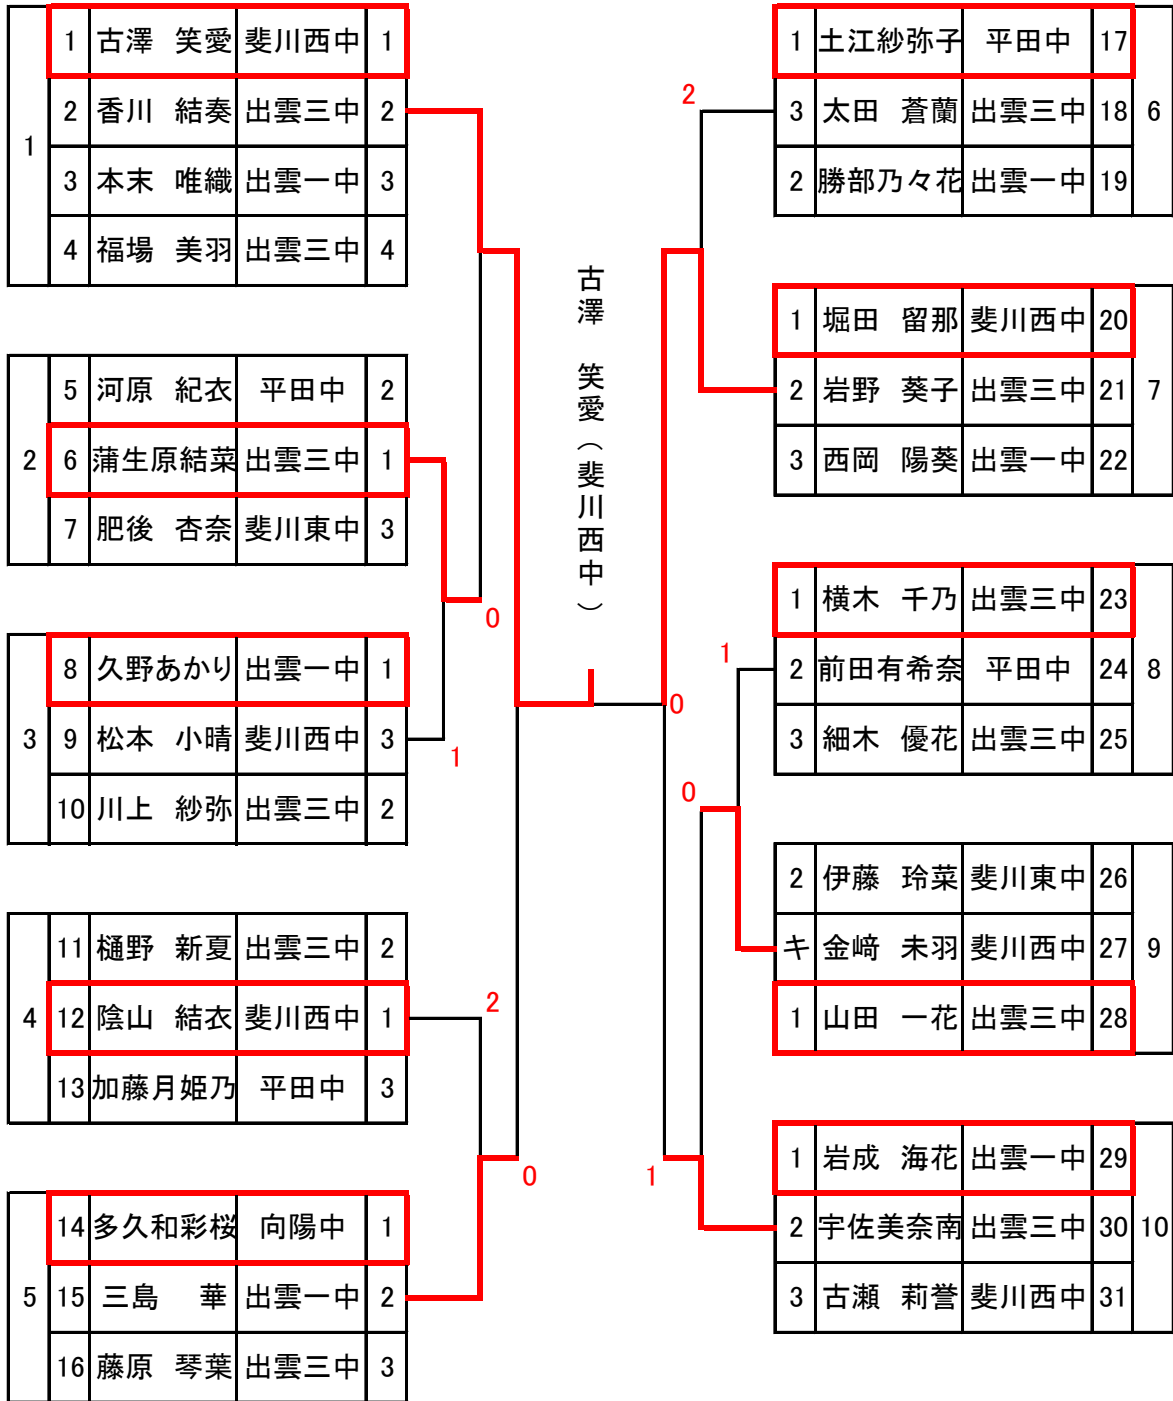 1
1 古澤 笑愛 斐川西中 1
2 香川 結奏 出雲三中 2
3 本末 唯織 出雲一中 3
4 福場 美羽 出雲三中 4
2
5 河原 紀衣 平田中 2
6 蒲生原結菜 出雲三中 1
7 肥後 杏奈 斐川東中 3
3
8 久野あかり 出雲一中 1
9 松本 小晴 斐川西中 3
10 川上 紗弥 出雲三中 2
4
11 樋野 新夏 出雲三中 2
12 陰山 結衣 斐川西中 1
13 加藤月姫乃 平田中 3
5
14 多久和彩桜 向陽中 1
15 三島 華 出雲一中 2
16 藤原 琴葉 出雲三中 3
0
1
2
0
古澤 笑愛（斐川西中）
0
2
1
0
1
1 土江紗弥子 平田中 17
3 太田 蒼蘭 出雲三中 18
2 勝部乃々花 出雲一中 19
6
1 堀田 留那 斐川西中 20
2 岩野 葵子 出雲三中 21
3 西岡 陽葵 出雲一中 22
7
1 横木 千乃 出雲三中 23
2 前田有希奈 平田中 24
3 細木 優花 出雲三中 25
8
2 伊藤 玲菜 斐川東中 26
キ 金﨑 未羽 斐川西中 27
1 山田 一花 出雲三中 28
9
1 岩成 海花 出雲一中 29
2 宇佐美奈南 出雲三中 30
3 古瀬 莉誉 斐川西中 31
10